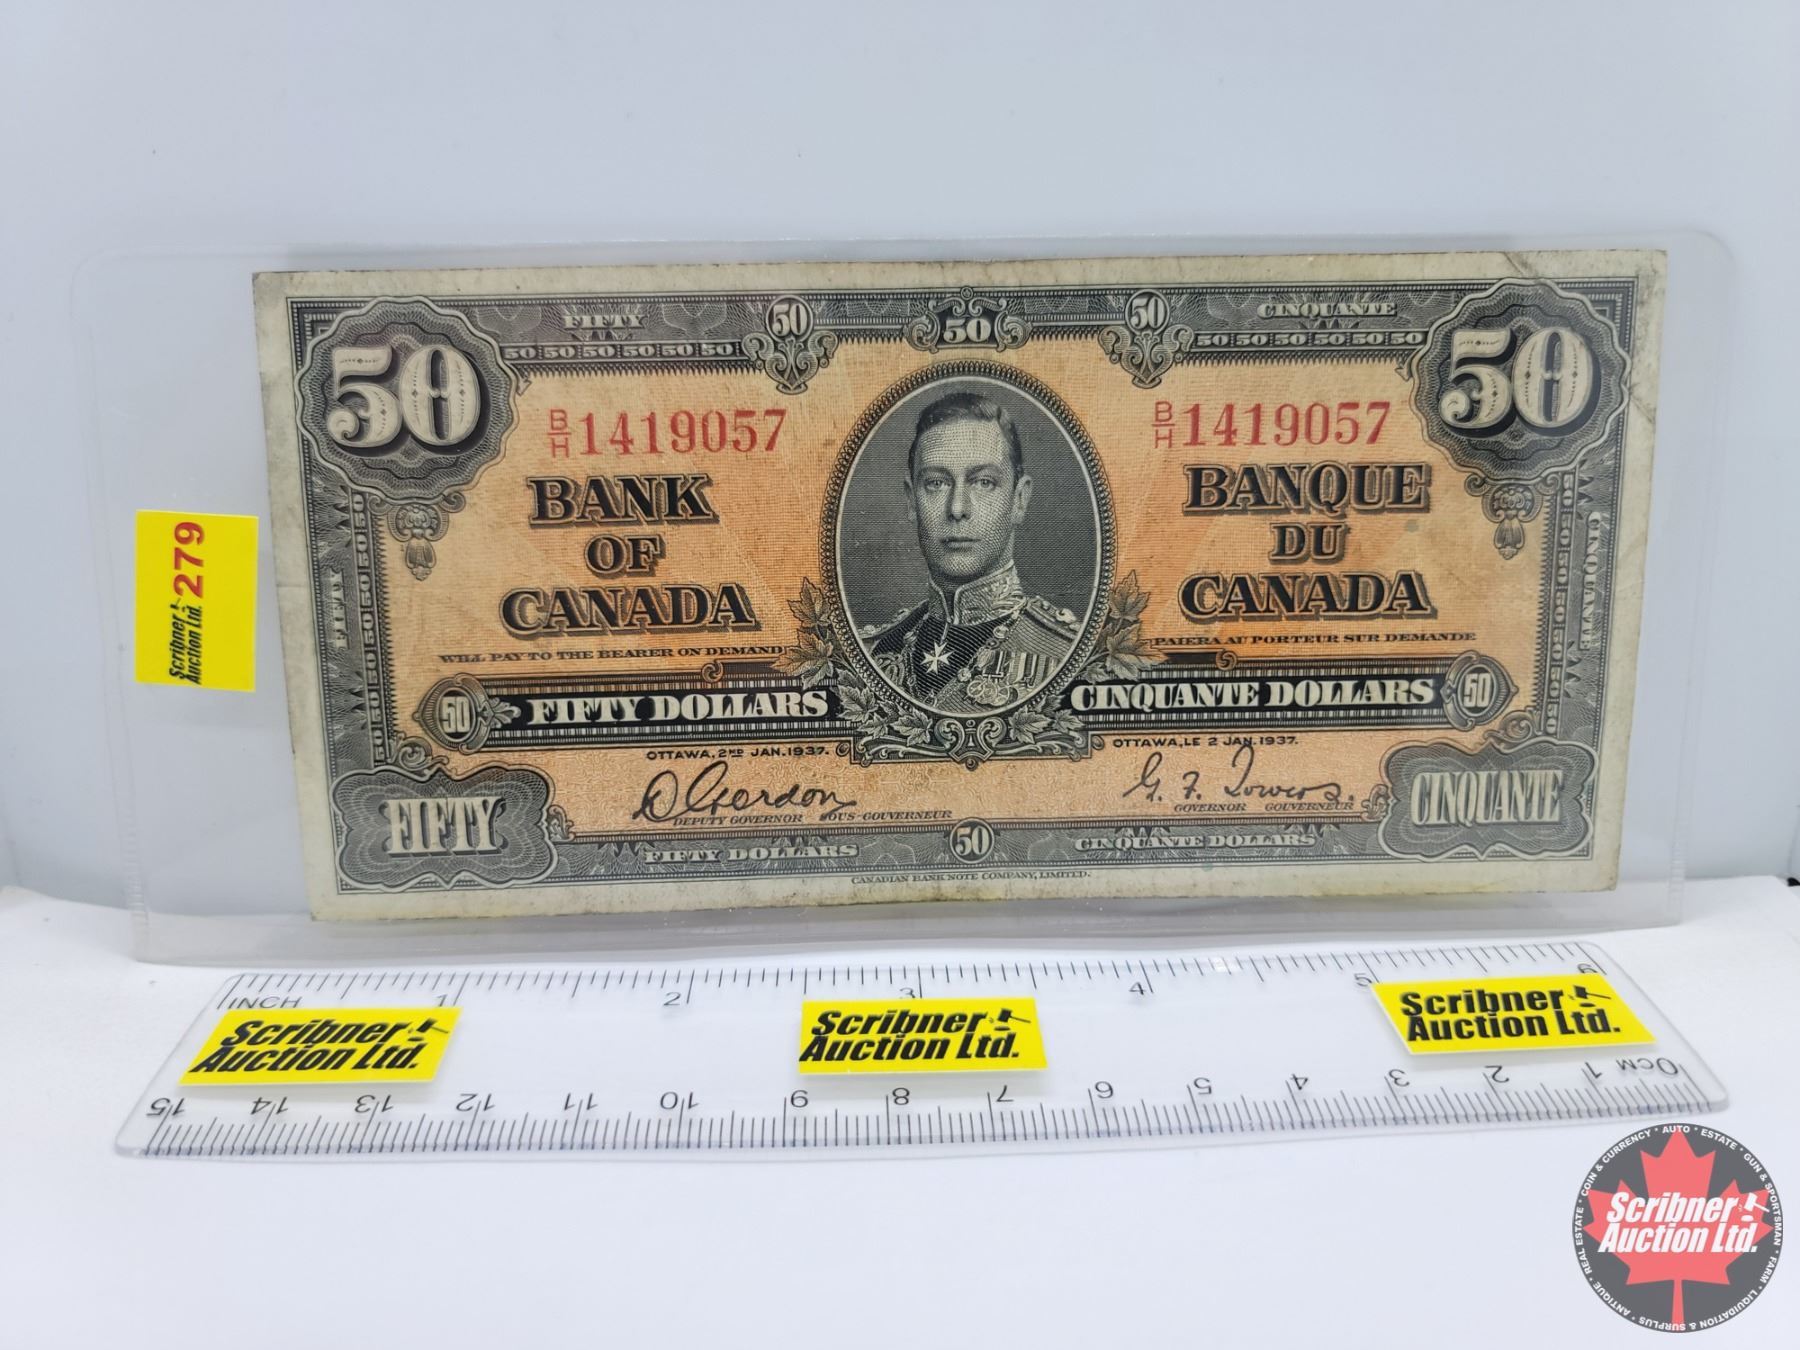 FIFTY 50 50 50 CINQUANTE
50 50 50 50 50 50 50 50 50 50 50 50
50 50
B/H 1419057 B/H 1419057
BANK
OF
CANADA
BANQUE
DU
CANADA
WILL PAY TO THE BEARER ON DEMAND
PAIERA AU PORTEUR SUR DEMANDE
50 FIFTY DOLLARS
CINQUANTE DOLLARS 50
OTTAWA, 2ND JAN. 1937.
OTTAWA, LE 2 JAN. 1937.
D Gordon
DEPUTY GOVERNOR SOUS-GOUVERNEUR
G. F. Towers.
GOVERNOR GOUVERNEUR
FIFTY
CINQUANTE
FIFTY
CINQUANTE
FIFTY DOLLARS 50 CINQUANTE DOLLARS
CANADIAN BANK NOTE COMPANY, LIMITED.
Scribner
Auction Ltd. 279
INCH 1 2 3 4 5 6
Scribner
Auction Ltd.
Scribner
Auction Ltd.
Scribner
Auction Ltd.
15 14 13 12 11 10 9 8 7 6 5 4 3 2 1 0CM
Scribner
Auction Ltd.
ANTIQUE * REAL ESTATE * COIN & CURRENCY * AUTO * ESTATE * GUN & SPORTSMAN * FARM * LIQUIDATION & SURPLUS *